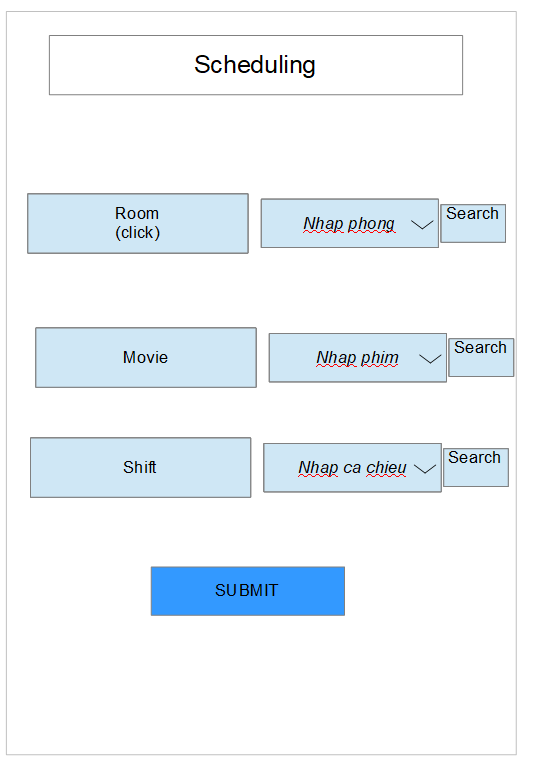 Scheduling
Room
(click)
Nhap phong
Search
Movie
Nhap phim
Search
Shift
Nhap ca chieu
Search
SUBMIT